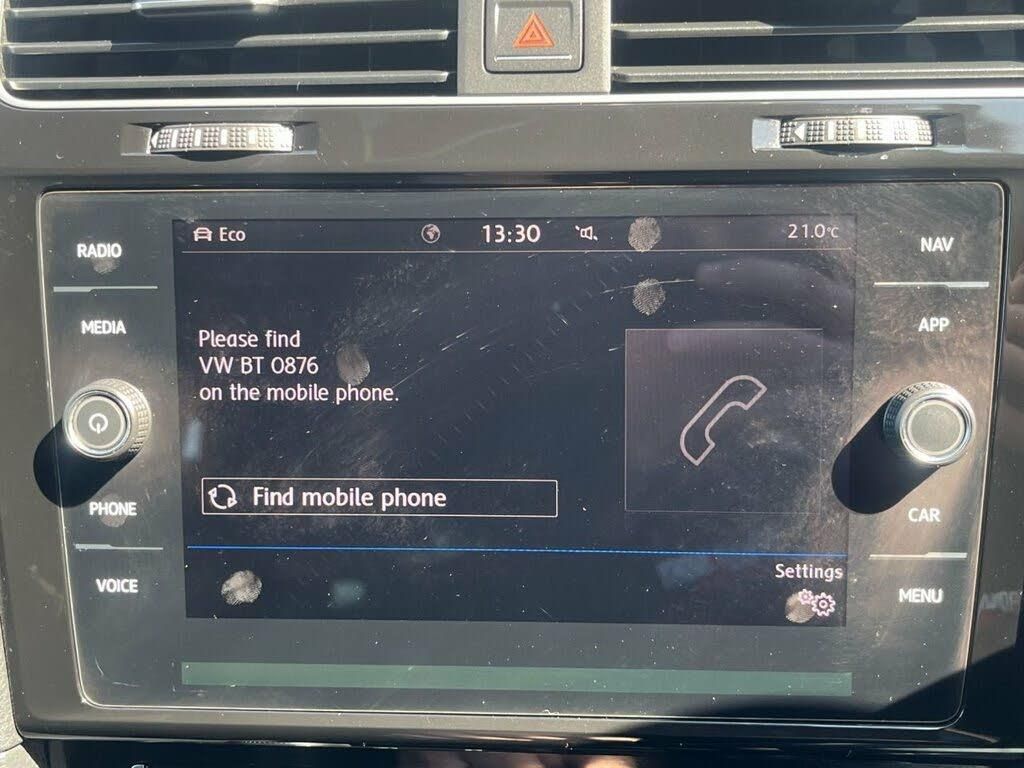 Eco 13:30 21.0°C
RADIO
MEDIA
PHONE
VOICE
Please find
VW BT 0876
on the mobile phone.
Find mobile phone
Settings
NAV
APP
CAR
MENU